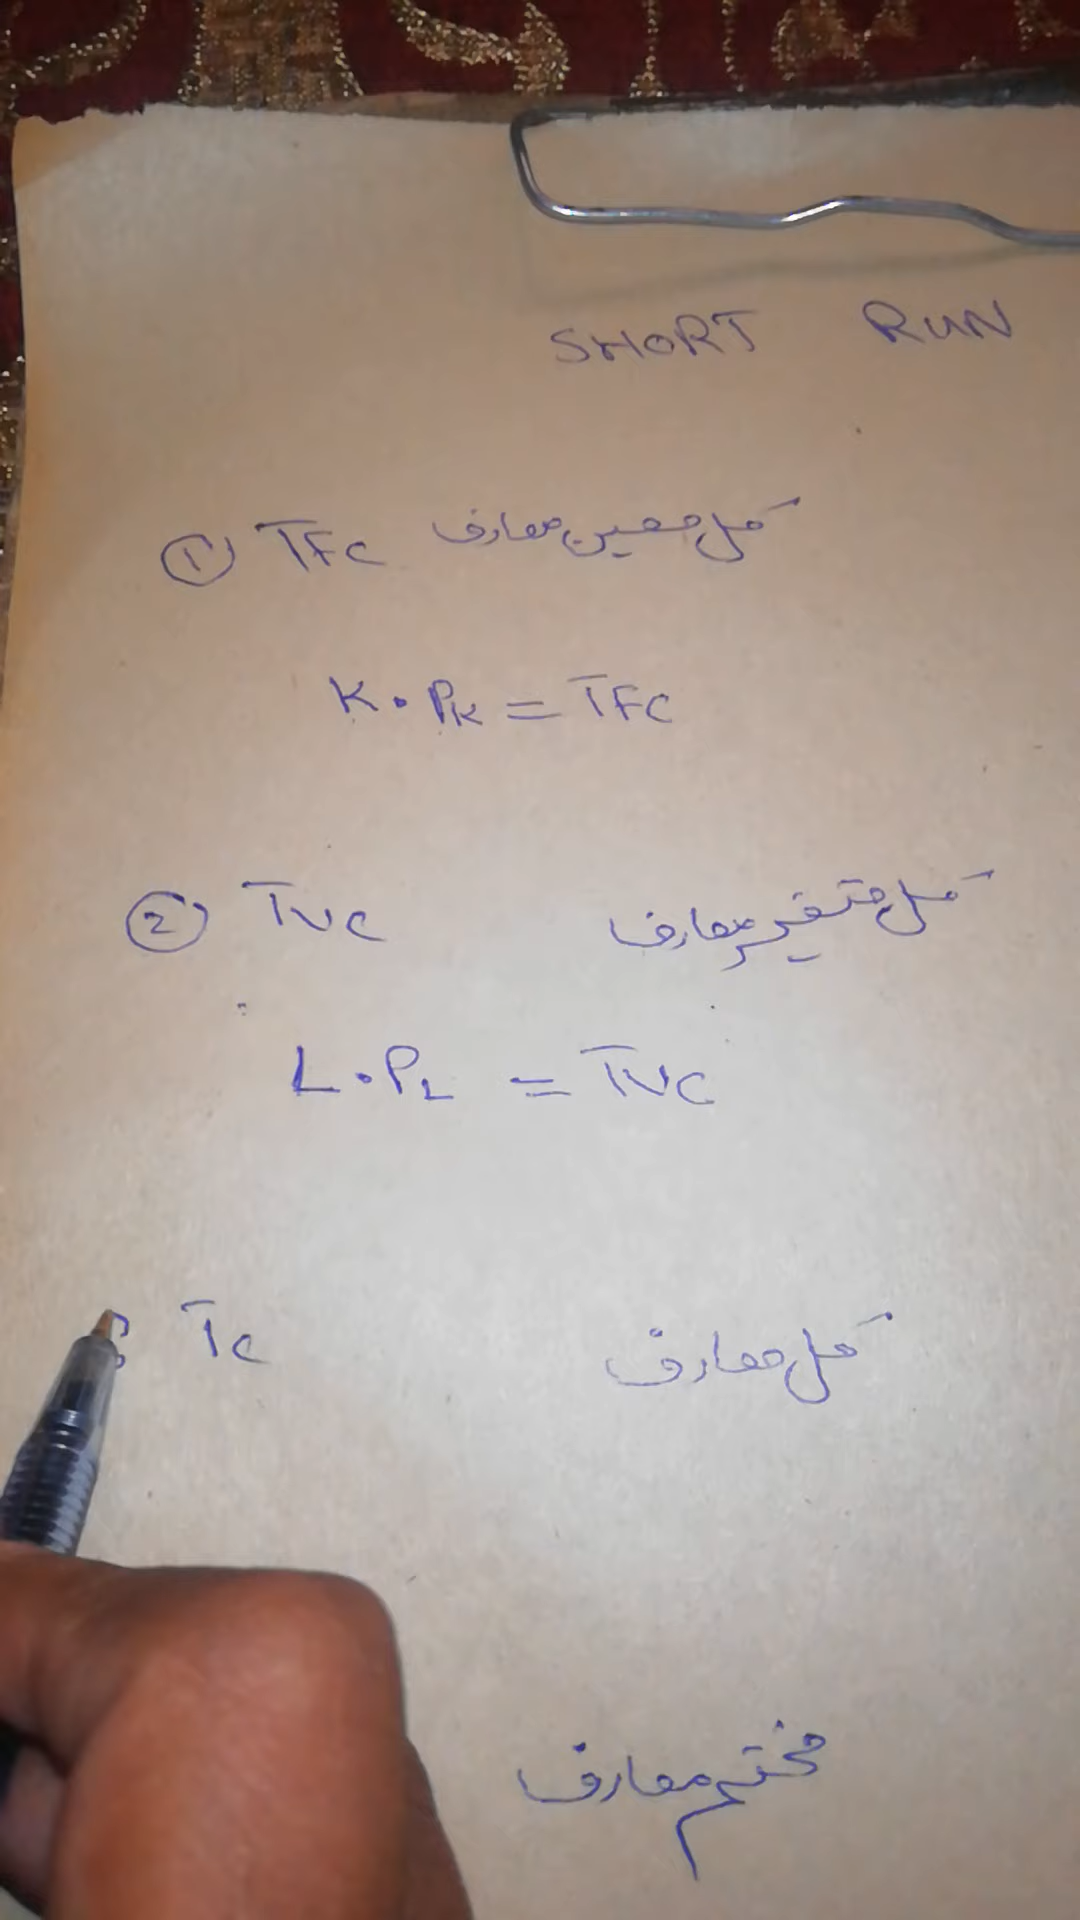 SHORT RUN
① TFC کل معین مصارف
K . PK = TFC
② TVC کل متغیر مصارف
L . PL = TVC
TC کل مصارف
مختم مصارف